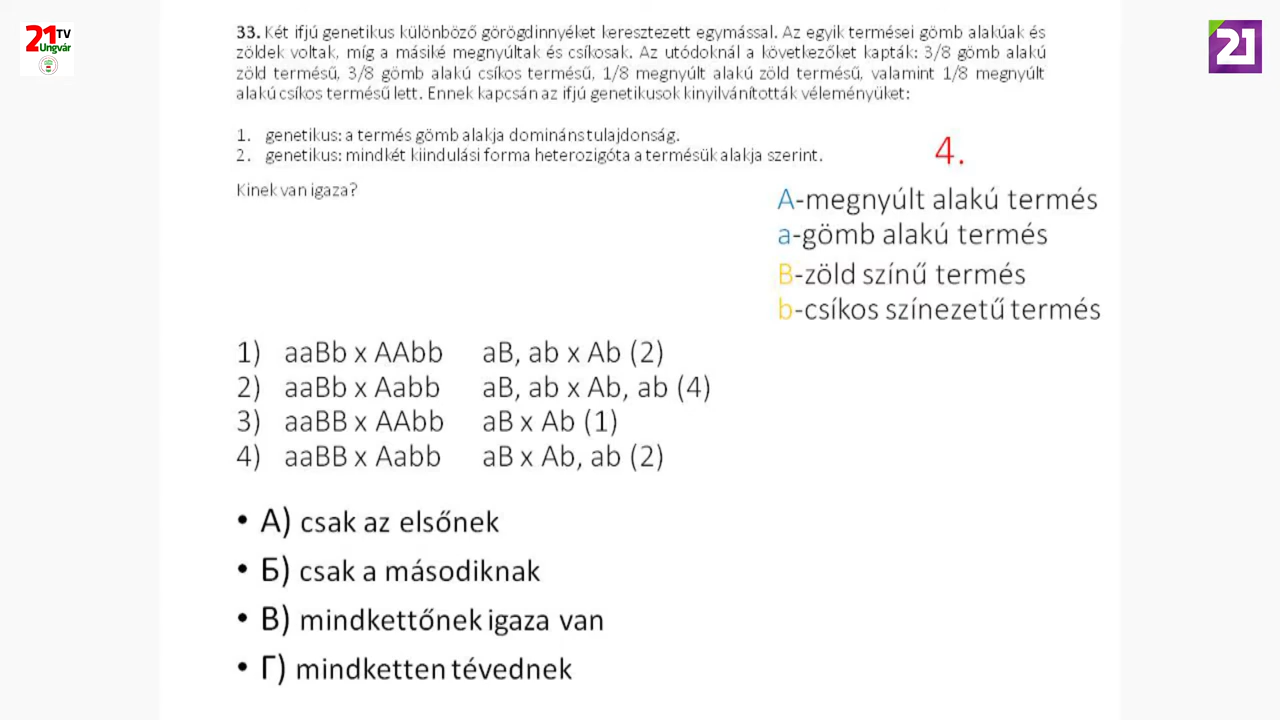 21 TV
Ungvár
21
33. Két ifjú genetikus különböző görögdinnyéket keresztezett egymással. Az egyik termései gömb alakúak és
zöldek voltak, míg a másiké megnyúltak és csíkosak. Az utódoknál a következőket kapták: 3/8 gömb alakú
zöld termésű, 3/8 gömb alakú csíkos termésű, 1/8 megnyúlt alakú zöld termésű, valamint 1/8 megnyúlt
alakú csíkos termésű lett. Ennek kapcsán az ifjú genetikusok kinyilvánították véleményüket:
1. genetikus: a termés gömb alakja domináns tulajdonság.
2. genetikus: mindkét kiindulási forma heterozigóta a termésük alakja szerint.
4.
Kinek van igaza?
A-megnyúlt alakú termés
a-gömb alakú termés
B-zöld színű termés
b-csíkos színezetű termés
1) aaBb x AAbb aB, ab x Ab (2)
2) aaBb x Aabb aB, ab x Ab, ab (4)
3) aaBB x AAbb aB x Ab (1)
4) aaBB x Aabb aB x Ab, ab (2)
• А) csak az elsőnek
• Б) csak a másodiknak
• В) mindkettőnek igaza van
• Г) mindketten tévednek